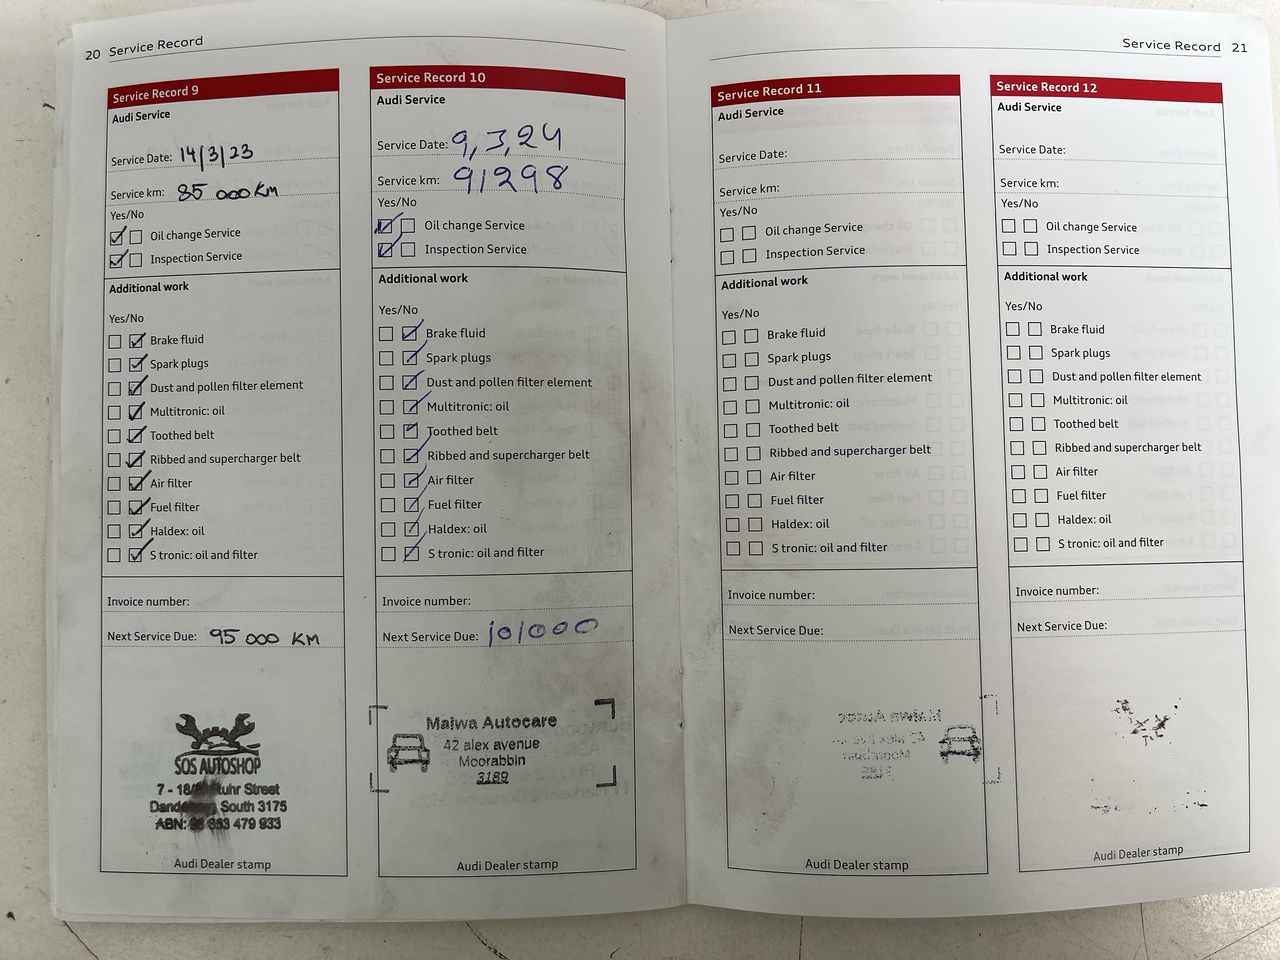 20 Service Record
Service Record 9
Audi Service
Service Date: 14/3/23
Service km: 85 000 KM
Yes/No
Oil change Service
Inspection Service
Additional work
Yes/No
Brake fluid
Spark plugs
Dust and pollen filter element
Multitronic: oil
Toothed belt
Ribbed and supercharger belt
Air filter
Fuel filter
Haldex: oil
S tronic: oil and filter
Invoice number:
Next Service Due: 95 000 KM
SOS AUTOSHOP
7 - 18/ Ruhr Street
South 3175
ABN: 853 479 933
Audi Dealer stamp
Service Record 10
Audi Service
Service Date: 9,3,24
Service km: 91298
Yes/No
Oil change Service
Inspection Service
Additional work
Yes/No
Brake fluid
Spark plugs
Dust and pollen filter element
Multitronic: oil
Toothed belt
Ribbed and supercharger belt
Air filter
Fuel filter
Haldex: oil
S tronic: oil and filter
Invoice number:
Next Service Due: 101000
Malwa Autocare
42 alex avenue
Moorabbin
3189
Audi Dealer stamp
Service Record 21
Service Record 11
Audi Service
Service Date:
Service km:
Yes/No
Oil change Service
Inspection Service
Additional work
Yes/No
Brake fluid
Spark plugs
Dust and pollen filter element
Multitronic: oil
Toothed belt
Ribbed and supercharger belt
Air filter
Fuel filter
Haldex: oil
S tronic: oil and filter
Invoice number:
Next Service Due:
Audi Dealer stamp
Service Record 12
Audi Service
Service Date:
Service km:
Yes/No
Oil change Service
Inspection Service
Additional work
Yes/No
Brake fluid
Spark plugs
Dust and pollen filter element
Multitronic: oil
Toothed belt
Ribbed and supercharger belt
Air filter
Fuel filter
Haldex: oil
S tronic: oil and filter
Invoice number:
Next Service Due:
Audi Dealer stamp